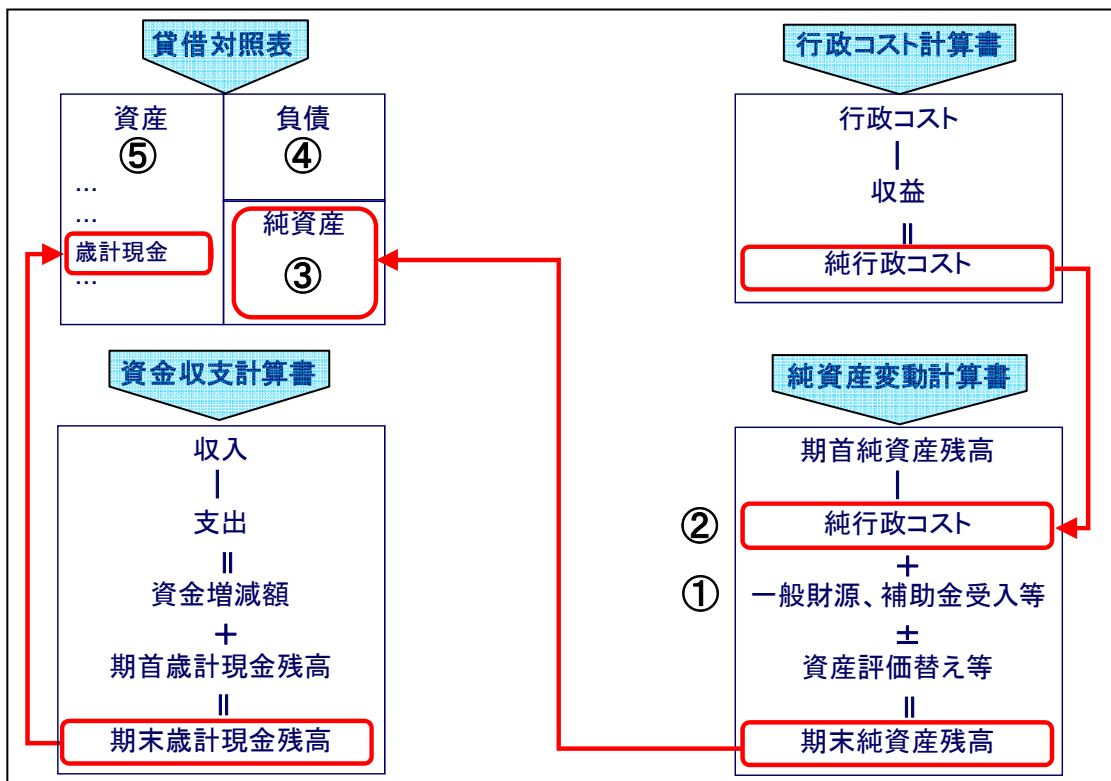 貸借対照表
資産
⑤
…
…
歳計現金
…
負債
④
純資産
③
行政コスト計算書
行政コスト
－
収益
＝
純行政コスト
資金収支計算書
収入
－
支出
＝
資金増減額
＋
期首歳計現金残高
＝
期末歳計現金残高
純資産変動計算書
期首純資産残高
－
② 純行政コスト
＋
① 一般財源、補助金受入等
±
資産評価替え等
＝
期末純資産残高